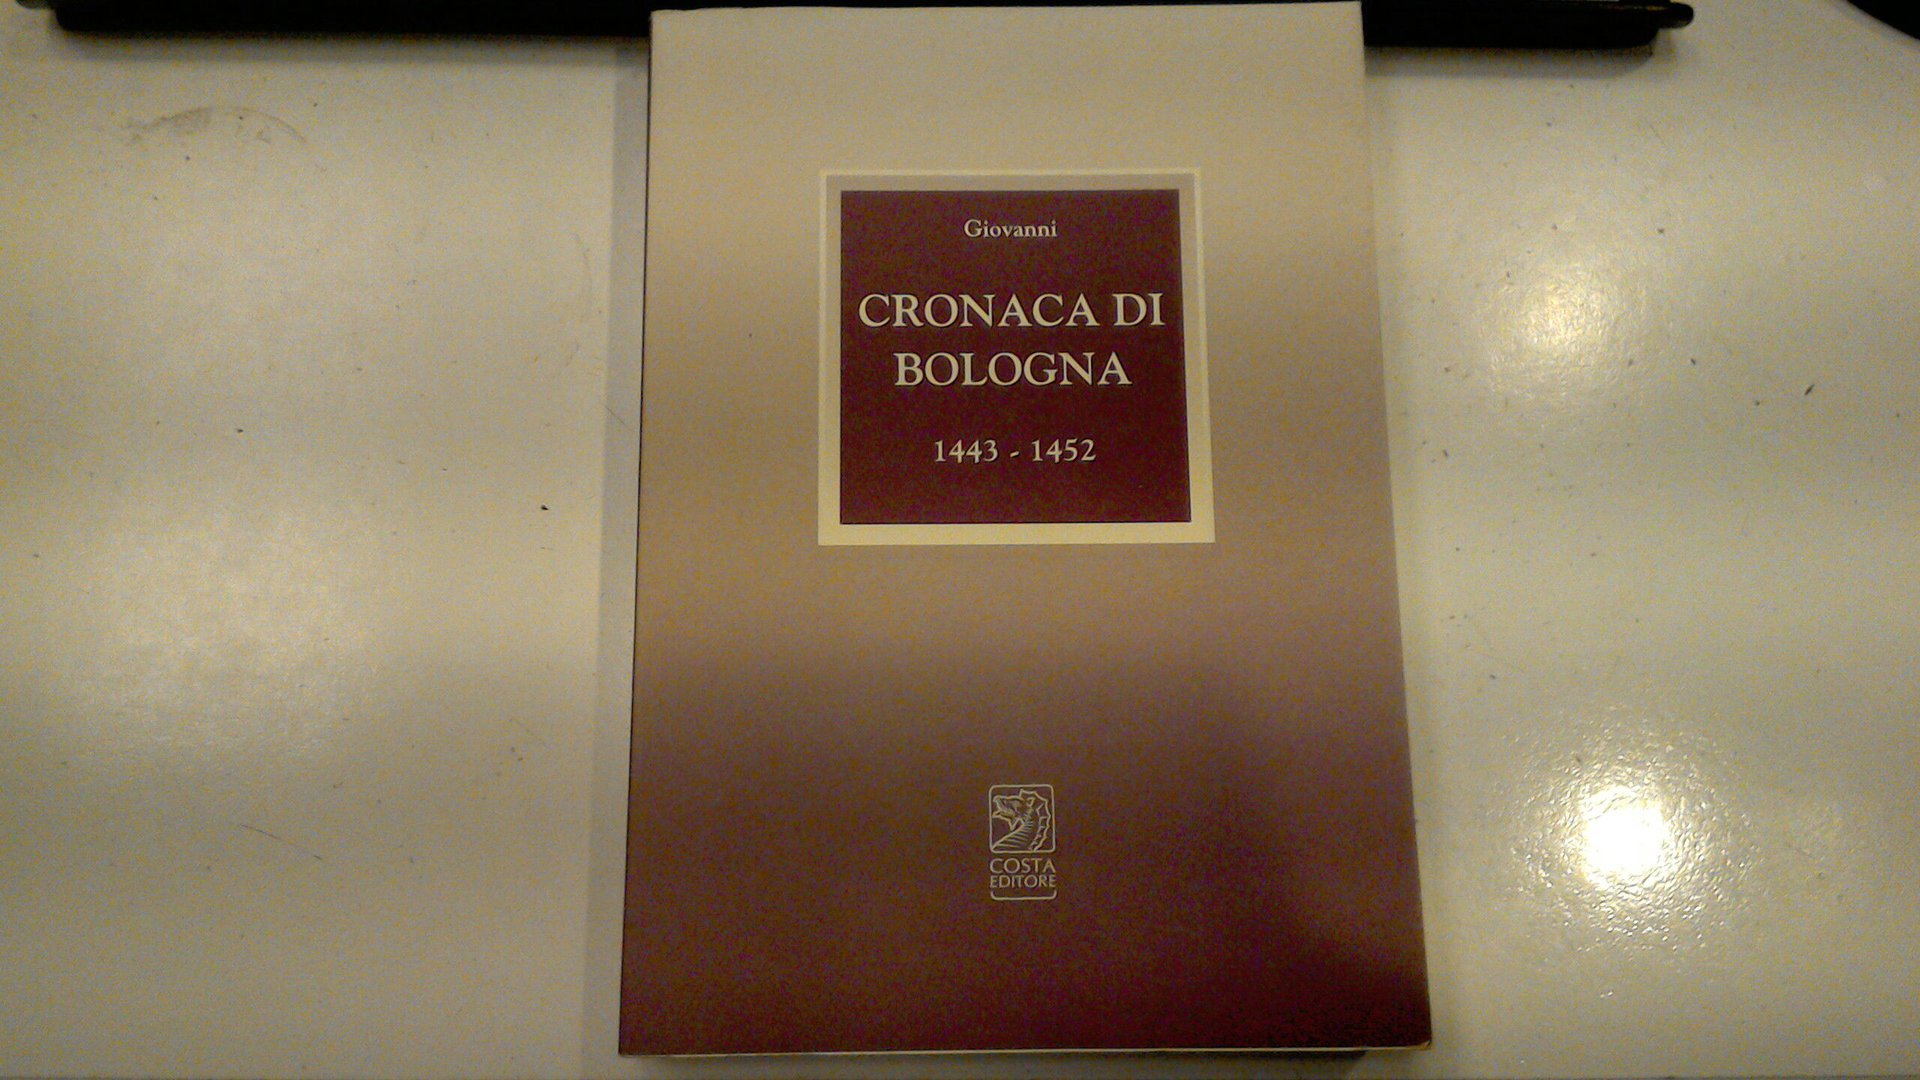 Giovanni
CRONACA DI
BOLOGNA
1443 - 1452
COSTA
EDITORE